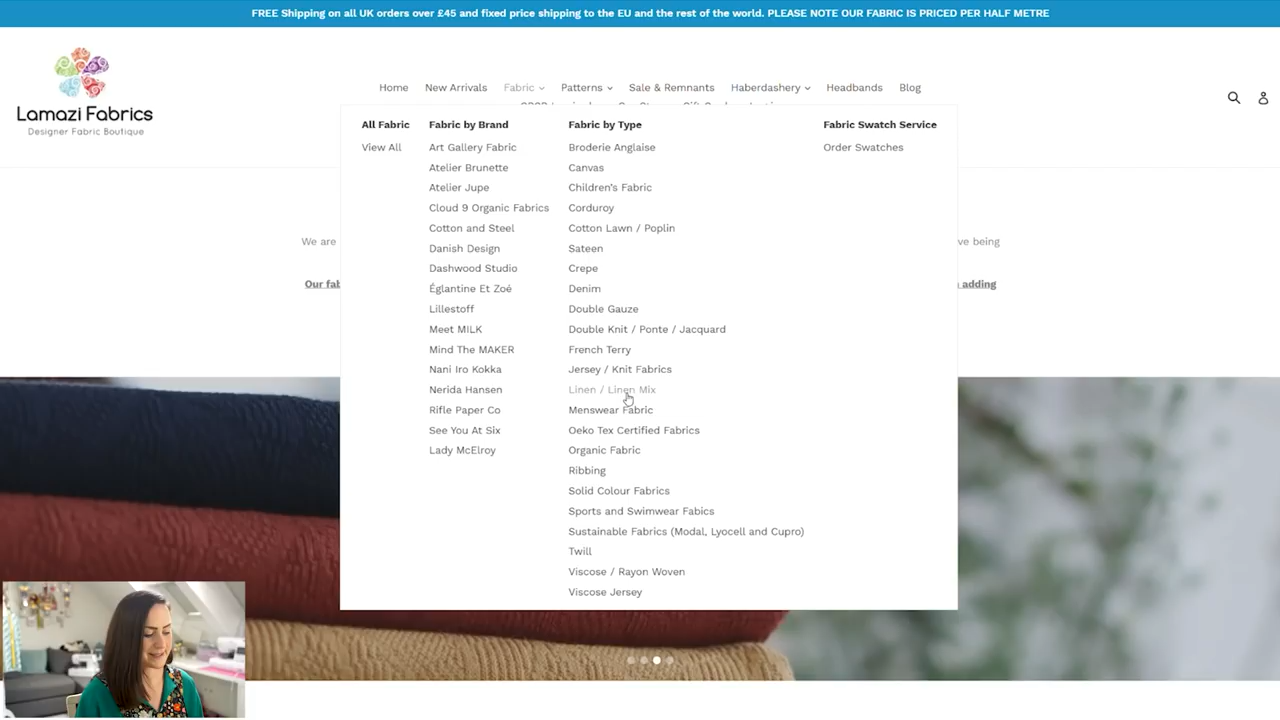 FREE Shipping on all UK orders over £45 and fixed price shipping to the EU and the rest of the world. PLEASE NOTE OUR FABRIC IS PRICED PER HALF METRE
Lamazi Fabrics
Designer Fabric Boutique
Home New Arrivals Fabric Patterns Sale & Remnants Haberdashery Headbands Blog
All Fabric
View All
Fabric by Brand
Art Gallery Fabric
Atelier Brunette
Atelier Jupe
Cloud 9 Organic Fabrics
Cotton and Steel
Danish Design
Dashwood Studio
Églantine Et Zoé
Lillestoff
Meet MILK
Mind The MAKER
Nani Iro Kokka
Nerida Hansen
Rifle Paper Co
See You At Six
Lady McElroy
Fabric by Type
Broderie Anglaise
Canvas
Children's Fabric
Corduroy
Cotton Lawn / Poplin
Sateen
Crepe
Denim
Double Gauze
Double Knit / Ponte / Jacquard
French Terry
Jersey / Knit Fabrics
Linen / Linen Mix
Menswear Fabric
Oeko Tex Certified Fabrics
Organic Fabric
Ribbing
Solid Colour Fabrics
Sports and Swimwear Fabics
Sustainable Fabrics (Modal, Lyocell and Cupro)
Twill
Viscose / Rayon Woven
Viscose Jersey
Fabric Swatch Service
Order Swatches
We are
ve being
Our fab
adding